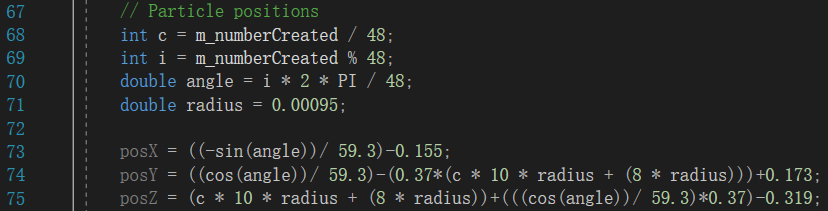 67 // Particle positions
68 int c = m_numberCreated / 48;
69 int i = m_numberCreated % 48;
70 double angle = i * 2 * PI / 48;
71 double radius = 0.00095;
72
73 posX = ((-sin(angle))/ 59.3)-0.155;
74 posY = ((cos(angle))/ 59.3)-(0.37*(c * 10 * radius + (8 * radius)))+0.173;
75 posZ = (c * 10 * radius + (8 * radius))+(((cos(angle))/ 59.3)*0.37)-0.319;